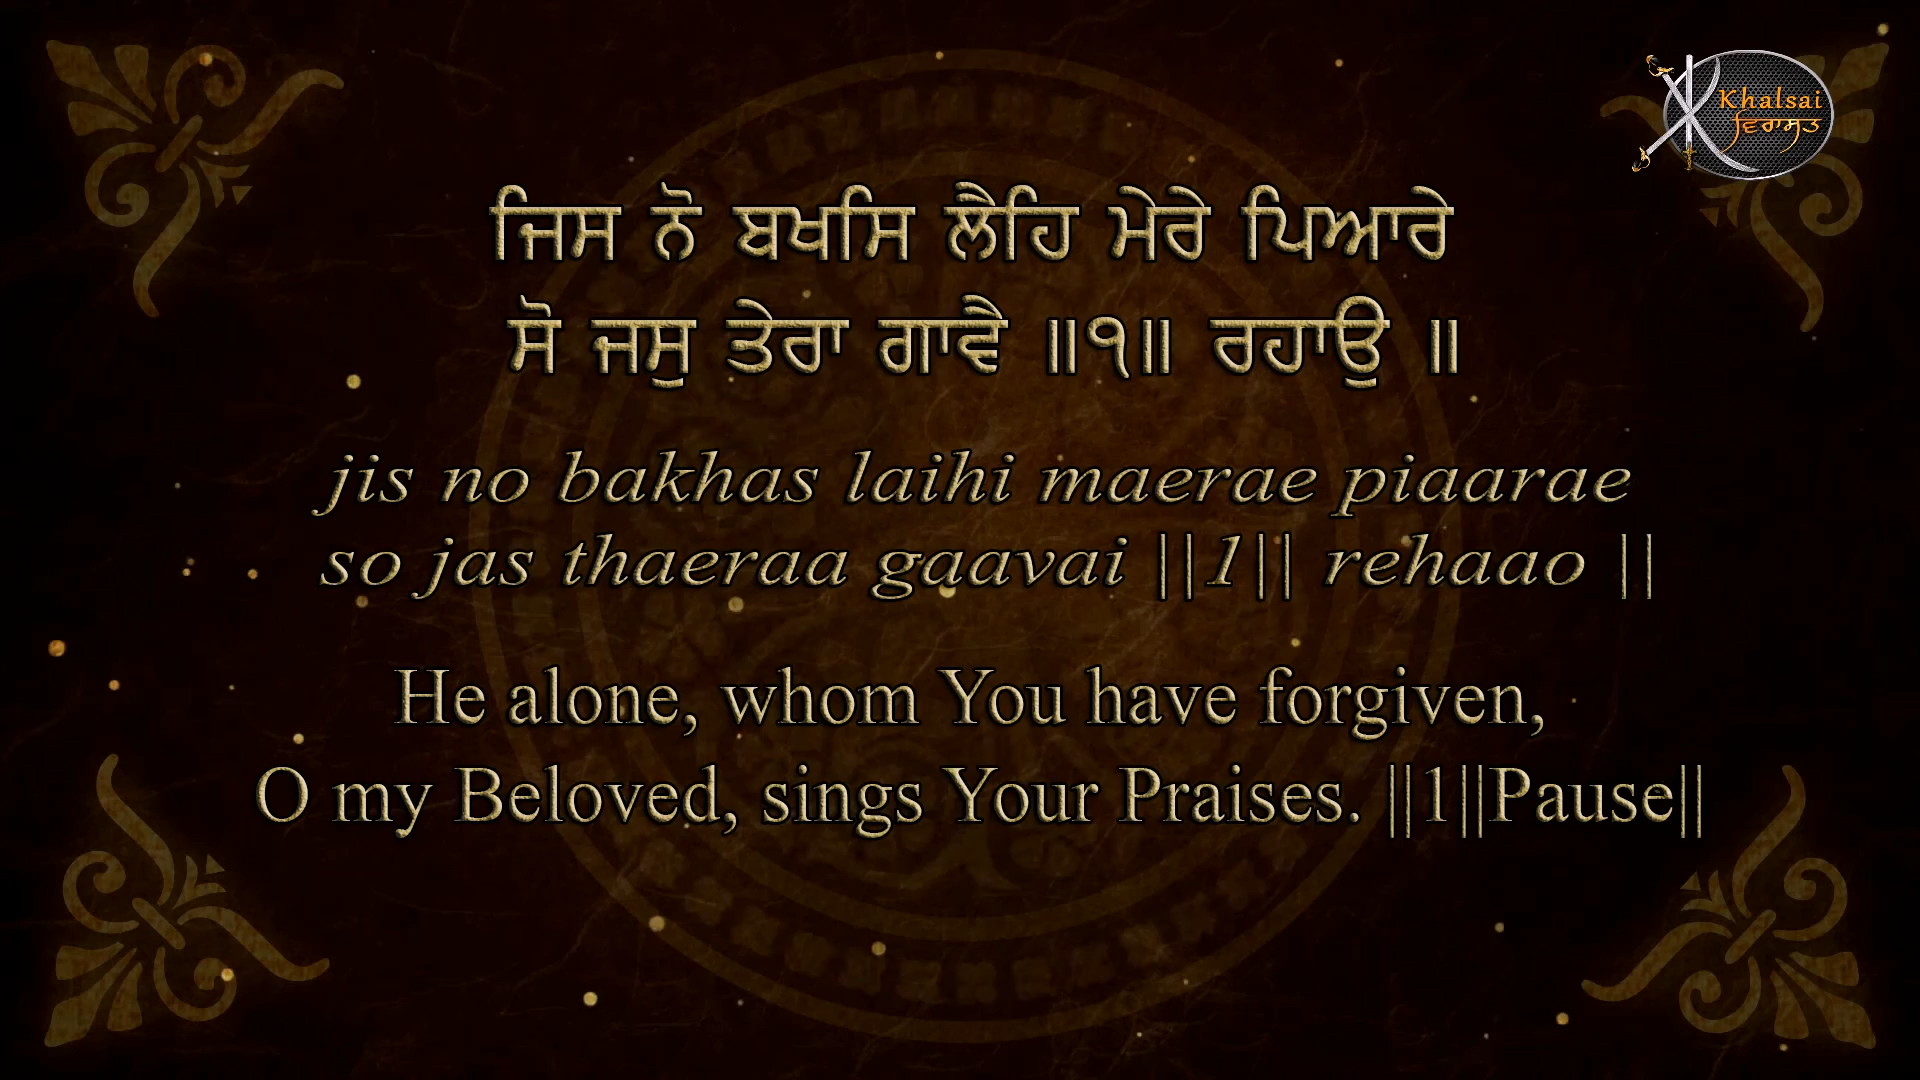 Khalsai
ਵਿਰਾਸਤ
ਜਿਸ ਨੋ ਬਖਸਿ ਲੈਹਿ ਮੇਰੇ ਪਿਆਰੇ
ਸੋ ਜਸੁ ਤੇਰਾ ਗਾਵੈ ॥੧॥ ਰਹਾਉ ॥
jis no bakhas laihi maerae piaarae
so jas thaeraa gaavai ||1|| rehaao ||
He alone, whom You have forgiven,
O my Beloved, sings Your Praises. ||1||Pause||